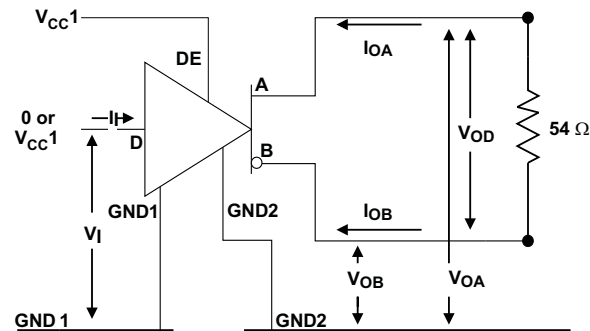 VCC1
DE
A
IOA
II
0 or
VCC1
D
B
VOD
54 Ω
GND1
GND2
IOB
VI
VOB
VOA
GND 1
GND2